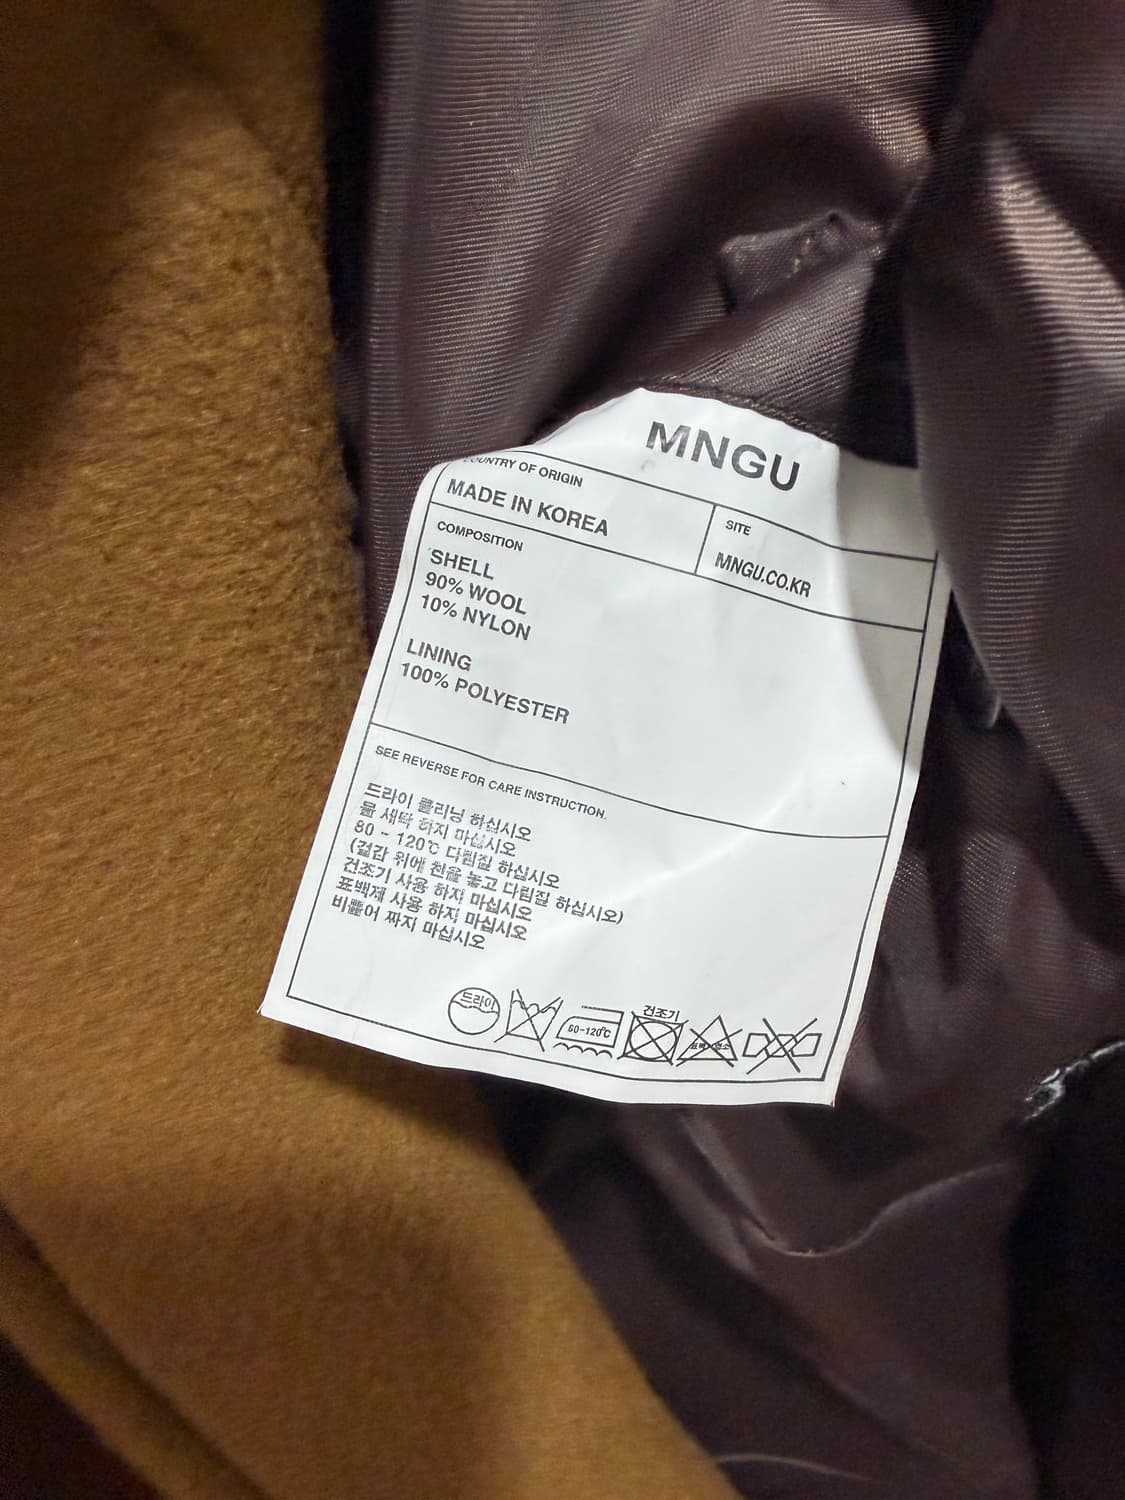 MNGU
COUNTRY OF ORIGIN
MADE IN KOREA
SITE
MNGU.CO.KR
COMPOSITION
SHELL
90% WOOL
10% NYLON
LINING
100% POLYESTER
SEE REVERSE FOR CARE INSTRUCTION.
드라이 클리닝 하십시오
물 세탁 하지 마십시오
80 - 120℃ 다림질 하십시오
(겉감 위에 천을 놓고 다림질 하십시오)
건조기 사용 하지 마십시오
표백제 사용 하지 마십시오
비틀어 짜지 마십시오
드라이
80-120℃
건조기